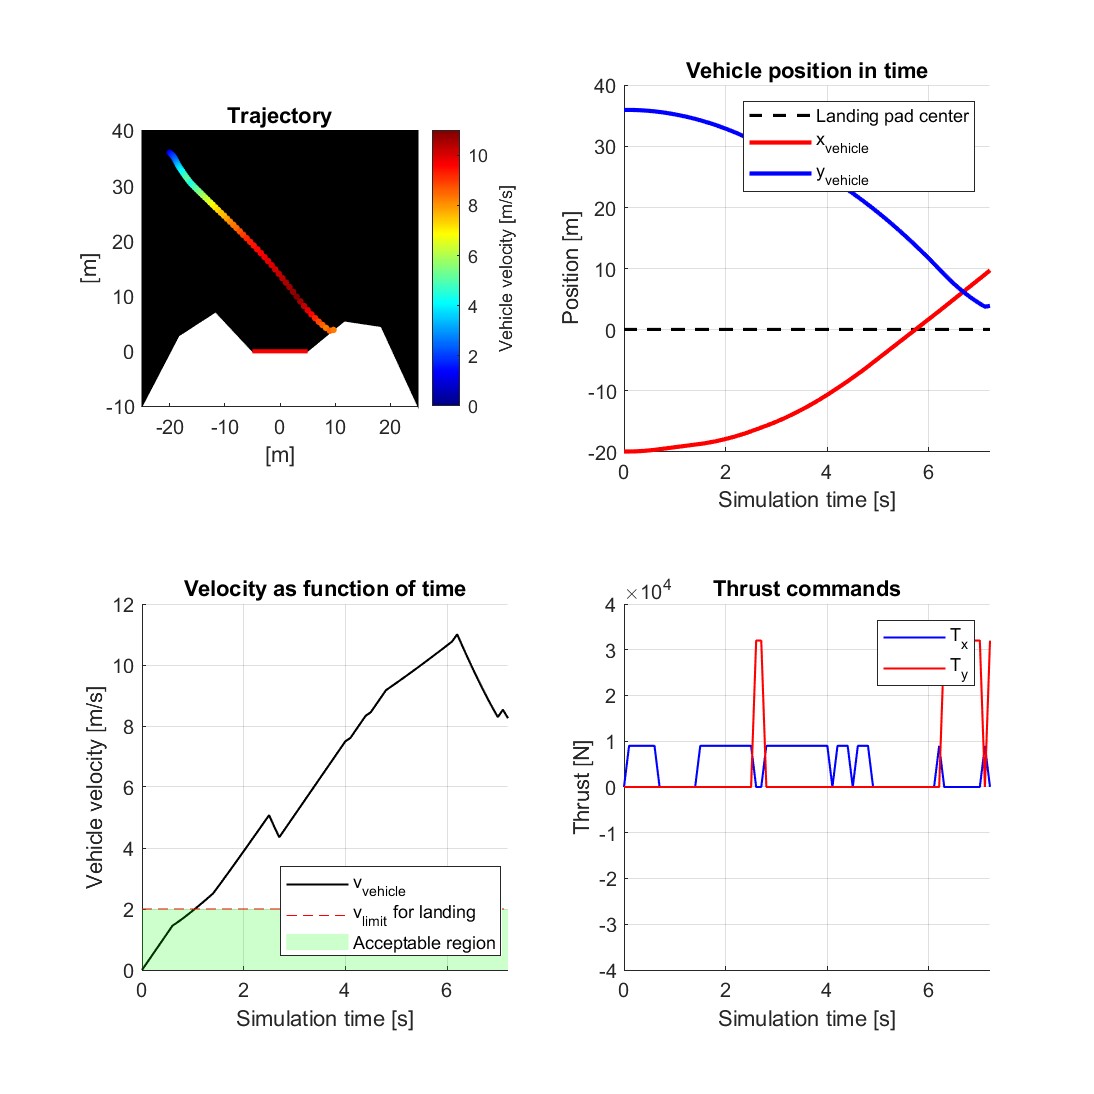 Trajectory
40
30
20
10
0
-10
[m]
-20 -10 0 10 20
[m]
10
8
6
4
2
0
Vehicle velocity [m/s]
Vehicle position in time
40
30
20
10
0
-10
-20
Position [m]
Landing pad center
x_vehicle
y_vehicle
0 2 4 6
Simulation time [s]
Velocity as function of time
12
10
8
6
4
2
0
Vehicle velocity [m/s]
v_vehicle
v_limit for landing
Acceptable region
0 2 4 6
Simulation time [s]
×10^4
Thrust commands
4
3
2
1
0
-1
-2
-3
-4
Thrust [N]
T_x
T_y
0 2 4 6
Simulation time [s]